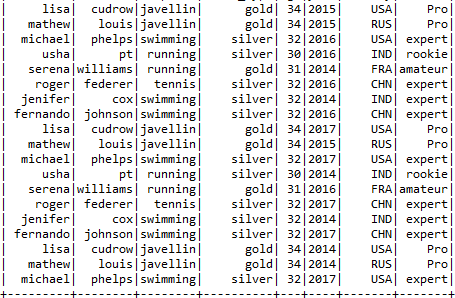 lisa| cudrow|javellin| gold| 34|2015| USA| Pro|
mathew| louis|javellin| gold| 34|2015| RUS| Pro|
michael| phelps|swimming| silver| 32|2016| USA| expert|
usha| pt| running| silver| 30|2016| IND| rookie|
serena|williams| running| gold| 31|2014| FRA|amateur|
roger| federer| tennis| silver| 32|2016| CHN| expert|
jenifer| cox|swimming| silver| 32|2014| IND| expert|
fernando| johnson|swimming| silver| 32|2016| CHN| expert|
lisa| cudrow|javellin| gold| 34|2017| USA| Pro|
mathew| louis|javellin| gold| 34|2015| RUS| Pro|
michael| phelps|swimming| silver| 32|2017| USA| expert|
usha| pt| running| silver| 30|2014| IND| rookie|
serena|williams| running| gold| 31|2016| FRA|amateur|
roger| federer| tennis| silver| 32|2017| CHN| expert|
jenifer| cox|swimming| silver| 32|2014| IND| expert|
fernando| johnson|swimming| silver| 32|2017| CHN| expert|
lisa| cudrow|javellin| gold| 34|2014| USA| Pro|
mathew| louis|javellin| gold| 34|2014| RUS| Pro|
michael| phelps|swimming| silver| 32|2017| USA| expert|